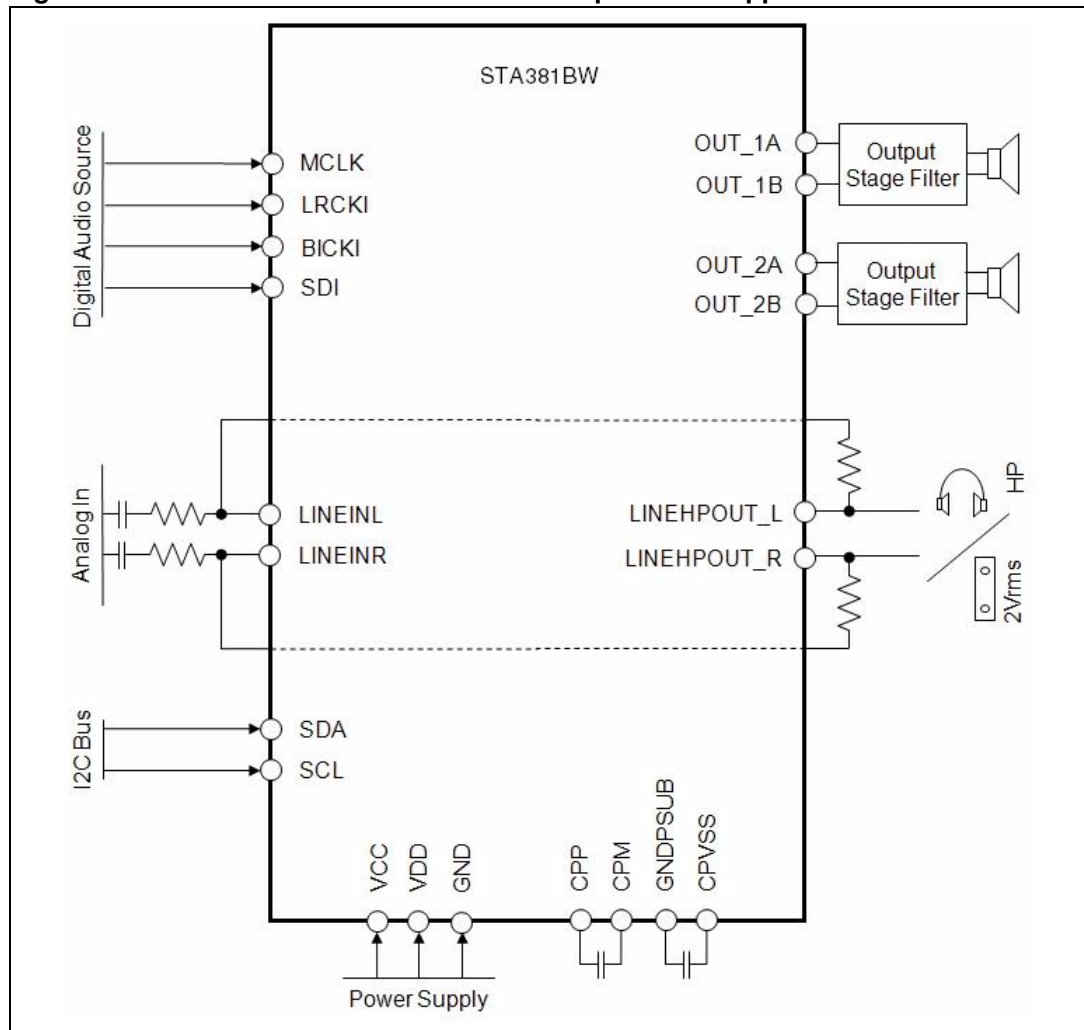 STA381BW
Digital Audio Source
MCLK
LRCKI
BICKI
SDI
OUT_1A
OUT_1B
Output
Stage Filter
OUT_2A
OUT_2B
Output
Stage Filter
Analog In
LINEINL
LINEINR
LINEHPOUT_L
LINEHPOUT_R
HP
2Vrms
I2C Bus
SDA
SCL
VCC
VDD
GND
CPP
CPM
GNDPSUB
CPVSS
Power Supply